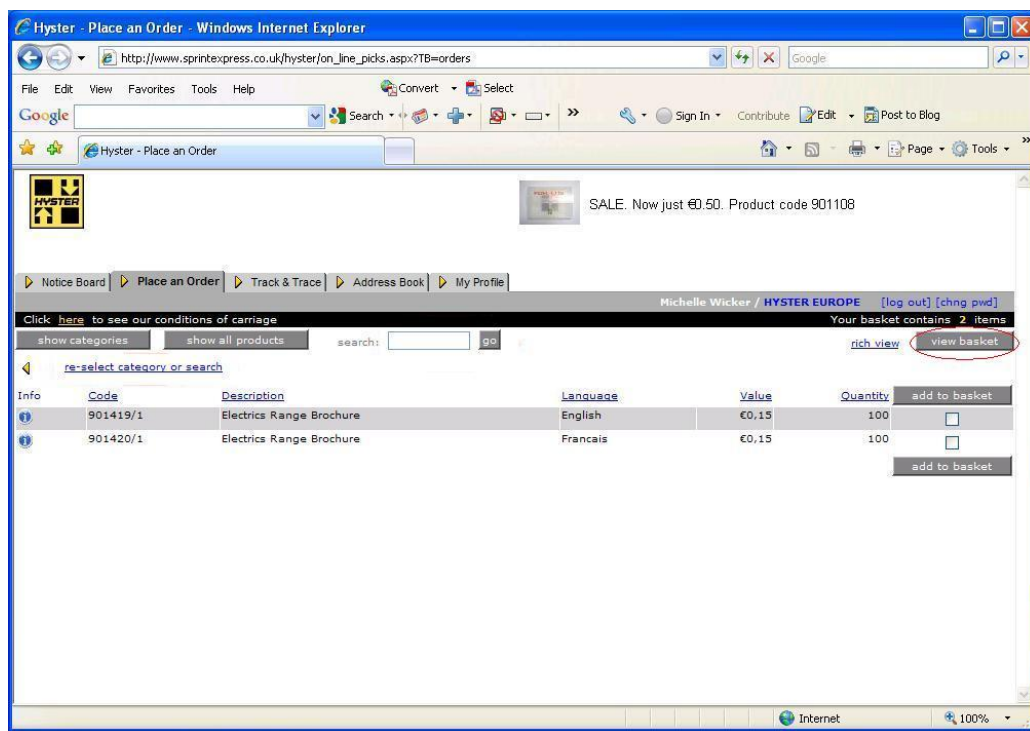 Hyster - Place an Order - Windows Internet Explorer
http://www.sprintexpress.co.uk/hyster/on_line_picks.aspx?TB=orders
Google
File Edit View Favorites Tools Help
Convert Select
Google
Search
»
Sign In
Contribute Edit Post to Blog
Hyster - Place an Order
Page Tools »
HYSTER
SALE. Now just €0.50. Product code 901108
Notice Board Place an Order Track & Trace Address Book My Profile
Michelle Wicker / HYSTER EUROPE [log out] [chng pwd]
Click here to see our conditions of carriage Your basket contains 2 items
show categories show all products search: go rich view view basket
re-select category or search
Info Code Description Language Value Quantity add to basket
901419/1 Electrics Range Brochure English €0,15 100
901420/1 Electrics Range Brochure Francais €0,15 100
add to basket
Internet 100%